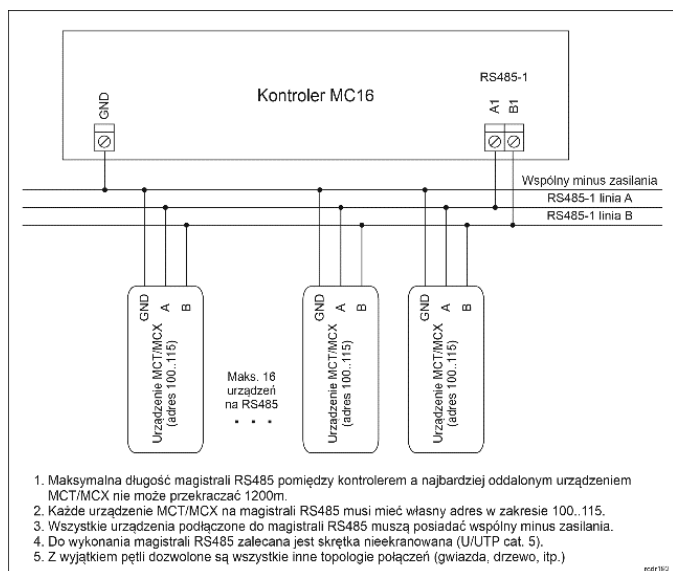 Kontroler MC16
RS485-1
GND
A1
B1
Wspólny minus zasilania
RS485-1 linia A
RS485-1 linia B
GND
A
B
Urządzenie MCT/MCX
(adres 100..115)
Maks. 16
urządzeń
na RS485
. . .
GND
A
B
Urządzenie MCT/MCX
(adres 100..115)
GND
A
B
Urządzenie MCT/MCX
(adres 100..115)
1. Maksymalna długość magistrali RS485 pomiędzy kontrolerem a najbardziej oddalonym urządzeniem
MCT/MCX nie może przekraczać 1200m.
2. Każde urządzenie MCT/MCX na magistrali RS485 musi mieć własny adres w zakresie 100..115.
3. Wszystkie urządzenia podłączone do magistrali RS485 muszą posiadać wspólny minus zasilania.
4. Do wykonania magistrali RS485 zalecana jest skrętka nieekranowana (U/UTP cat. 5).
5. Z wyjątkiem pętli dozwolone są wszystkie inne topologie połączeń (gwiazda, drzewo, itp.)